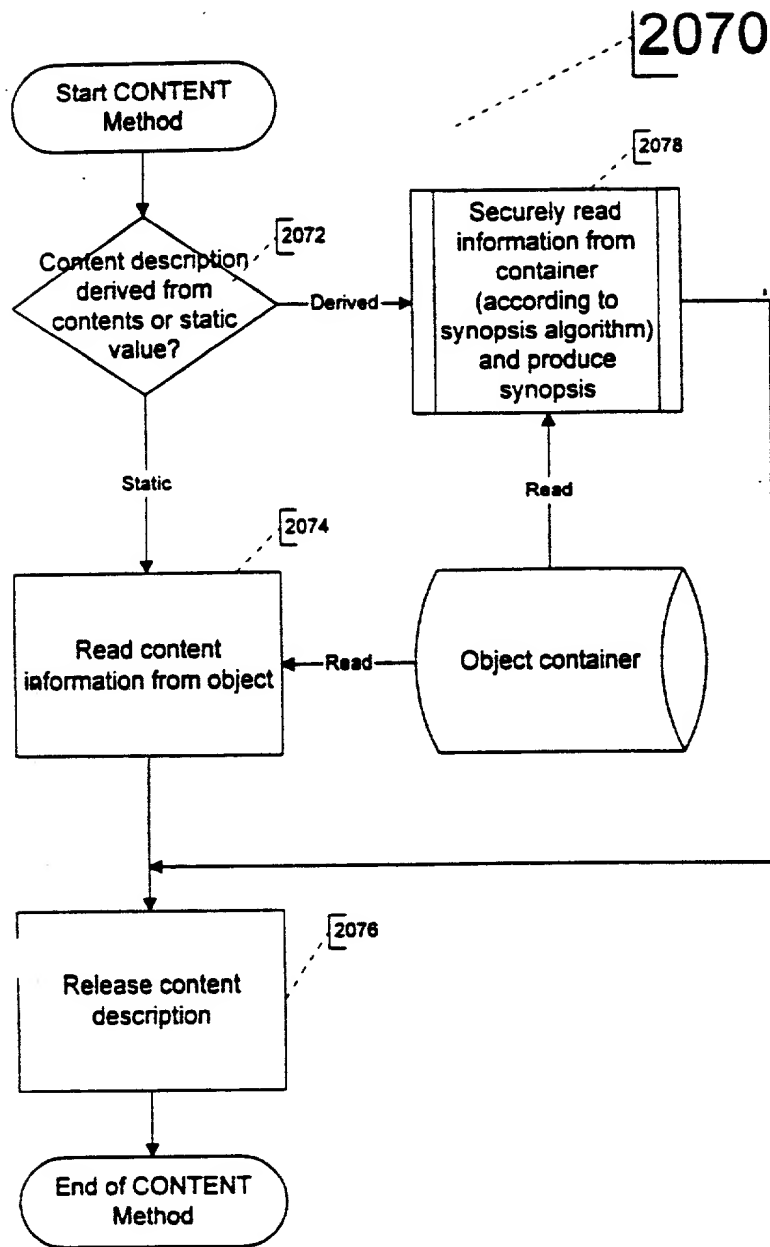 2070
Start CONTENT
Method
2078
2072
Content description
derived from
contents or static
value?
Derived
Securely read
information from
container
(according to
synopsis algorithm)
and produce
synopsis
Static
Read
2074
Read content
information from object
Read
Object container
2076
Release content
description
End of CONTENT
Method